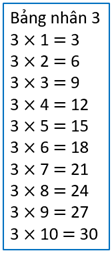 Bảng nhân 3
3 × 1 = 3
3 × 2 = 6
3 × 3 = 9
3 × 4 = 12
3 × 5 = 15
3 × 6 = 18
3 × 7 = 21
3 × 8 = 24
3 × 9 = 27
3 × 10 = 30